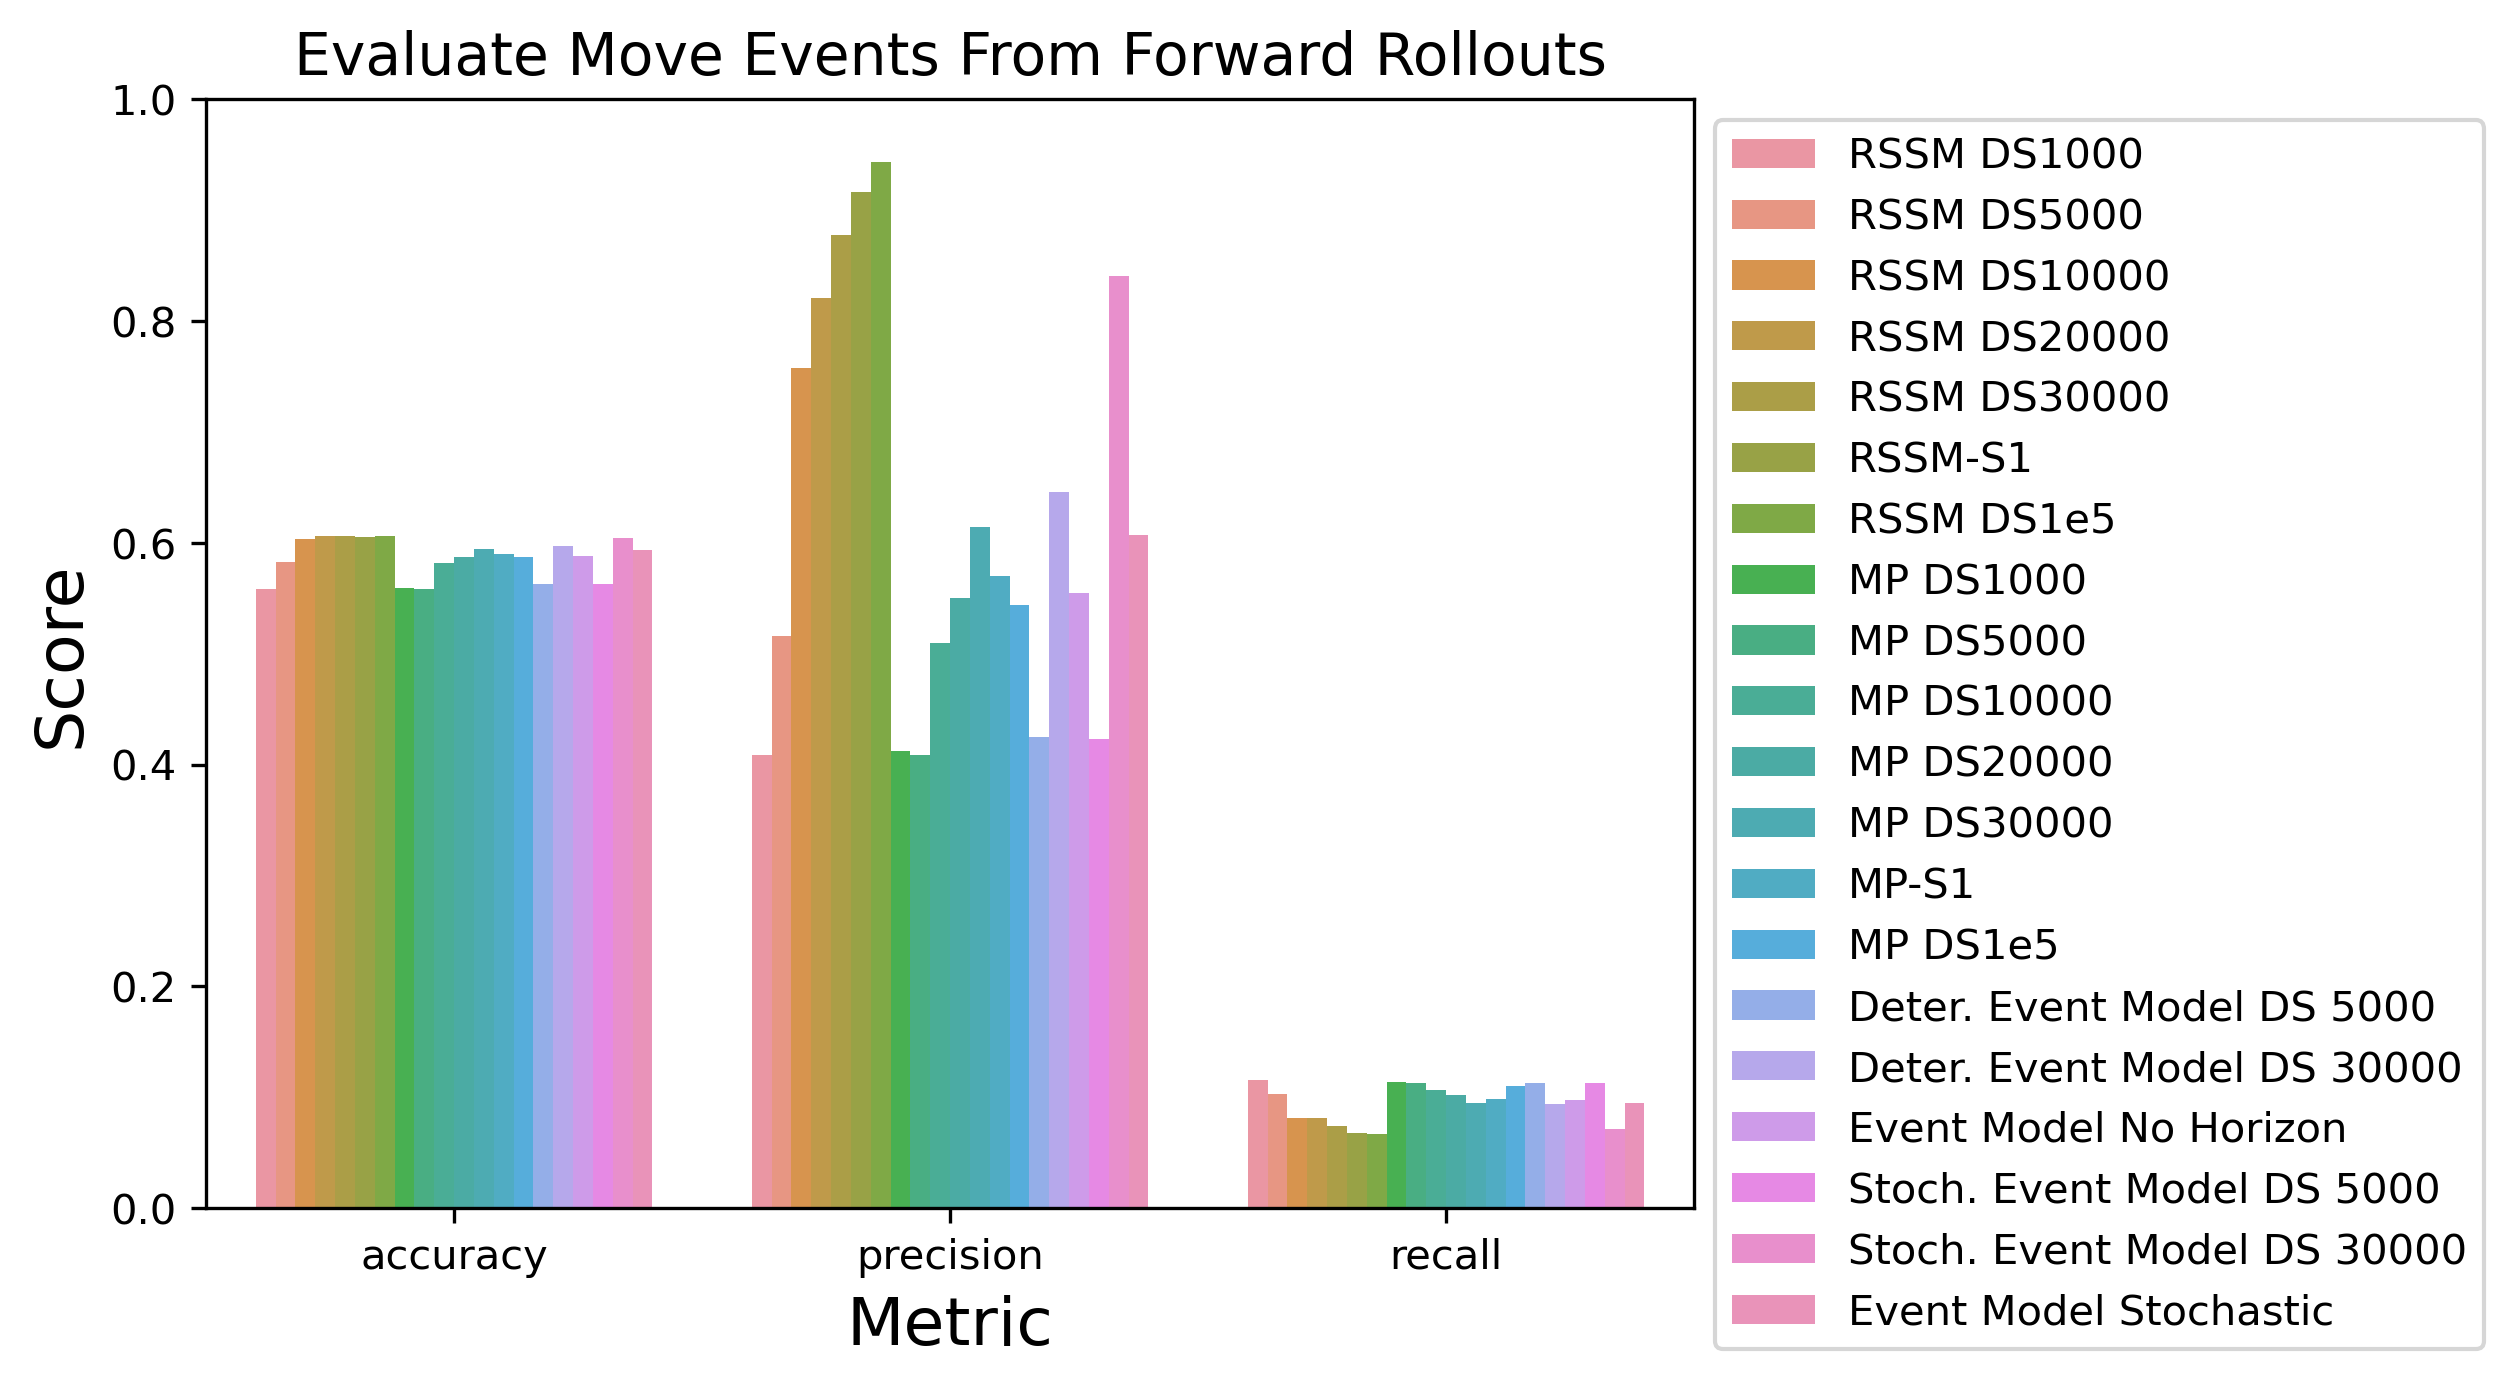 Evaluate Move Events From Forward Rollouts
1.0
0.8
0.6
0.4
0.2
0.0
Score
accuracy precision recall
Metric
RSSM DS1000
RSSM DS5000
RSSM DS10000
RSSM DS20000
RSSM DS30000
RSSM-S1
RSSM DS1e5
MP DS1000
MP DS5000
MP DS10000
MP DS20000
MP DS30000
MP-S1
MP DS1e5
Deter. Event Model DS 5000
Deter. Event Model DS 30000
Event Model No Horizon
Stoch. Event Model DS 5000
Stoch. Event Model DS 30000
Event Model Stochastic